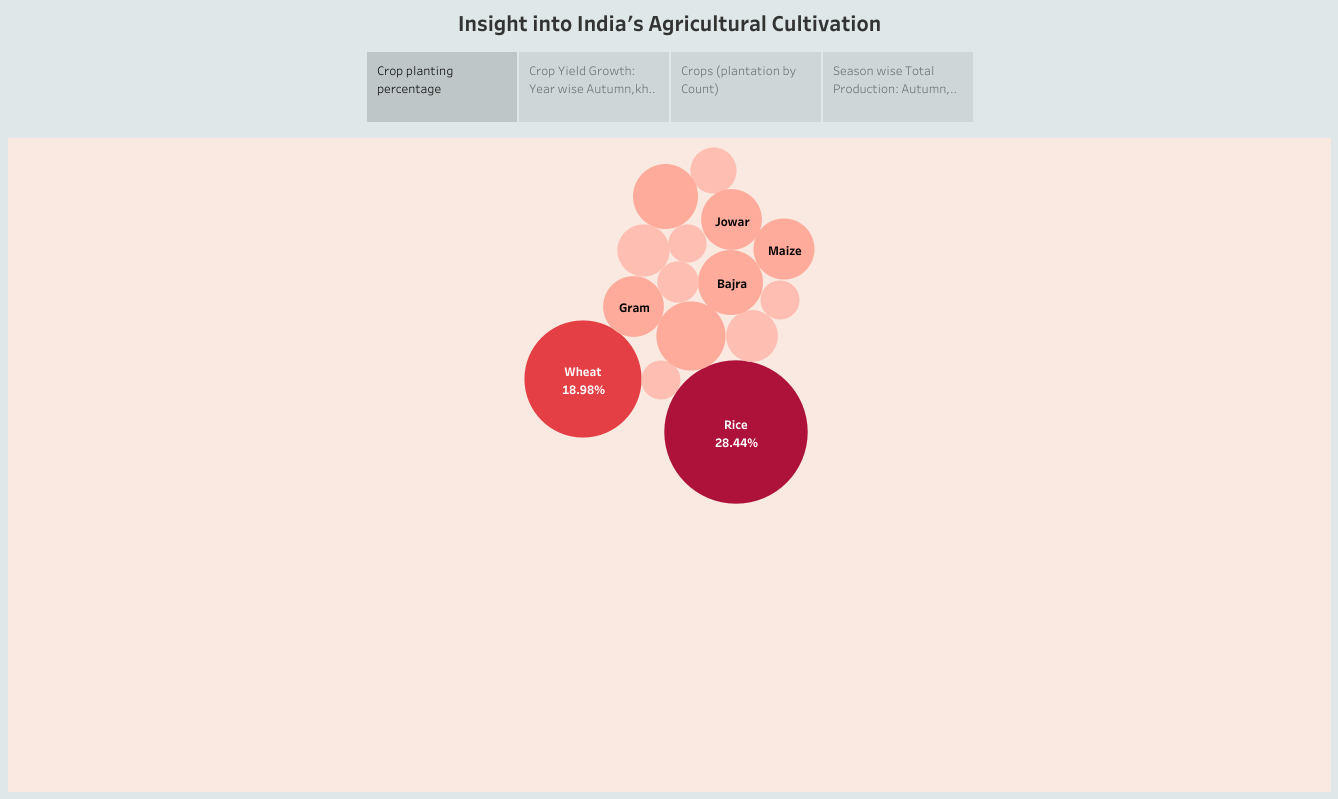 Insight into India’s Agricultural Cultivation
Crop planting
percentage
Crop Yield Growth:
Year wise Autumn,kh..
Crops (plantation by
Count)
Season wise Total
Production: Autumn,..
Jowar
Maize
Bajra
Gram
Wheat
18.98%
Rice
28.44%